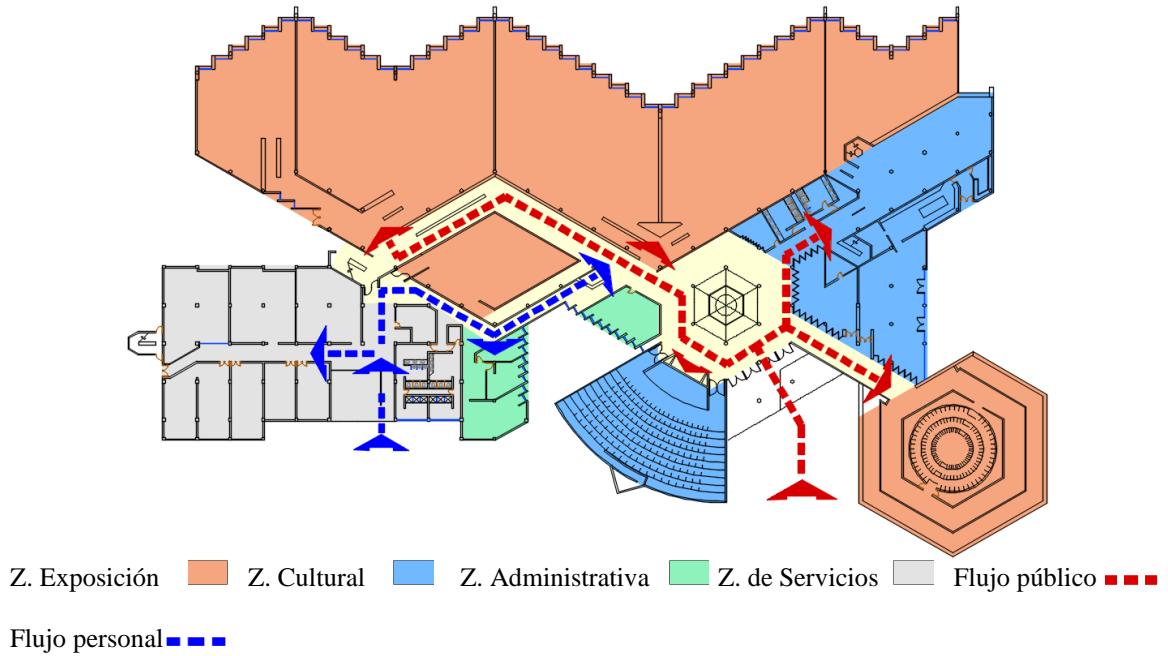 Z. Exposición Z. Cultural Z. Administrativa Z. de Servicios Flujo público
Flujo personal